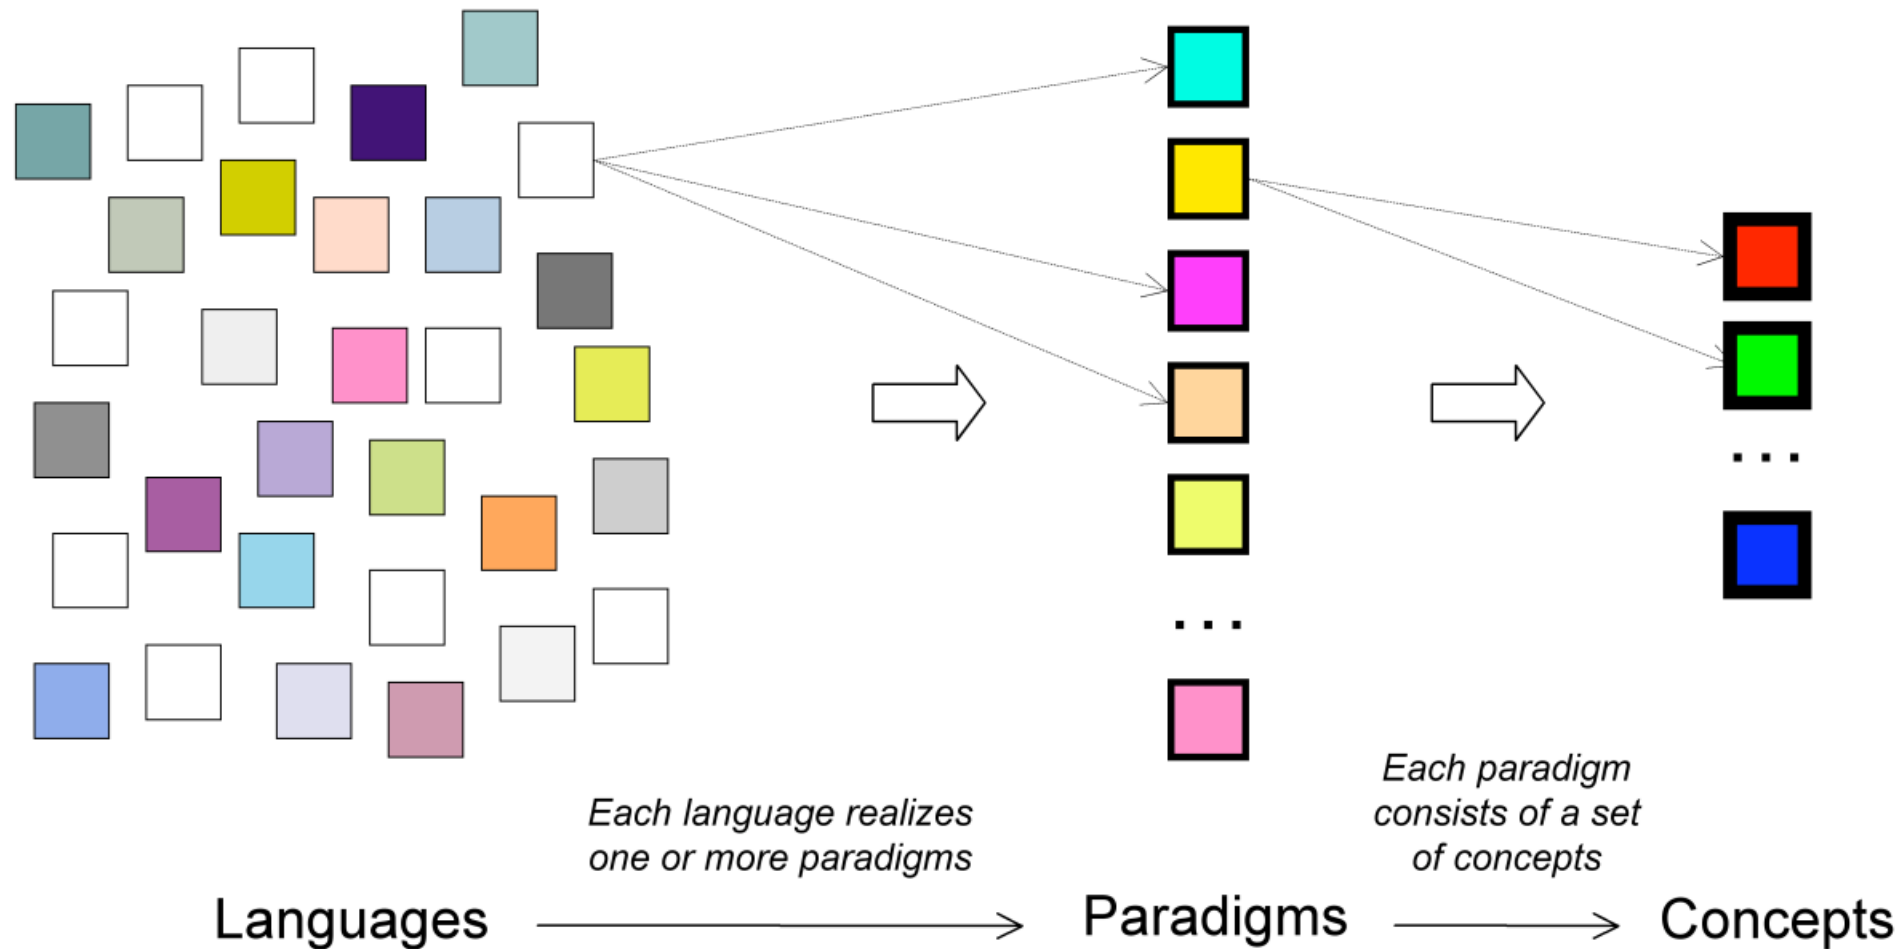 Each language realizes
one or more paradigms
Each paradigm
consists of a set
of concepts
...
...
Languages
Paradigms
Concepts